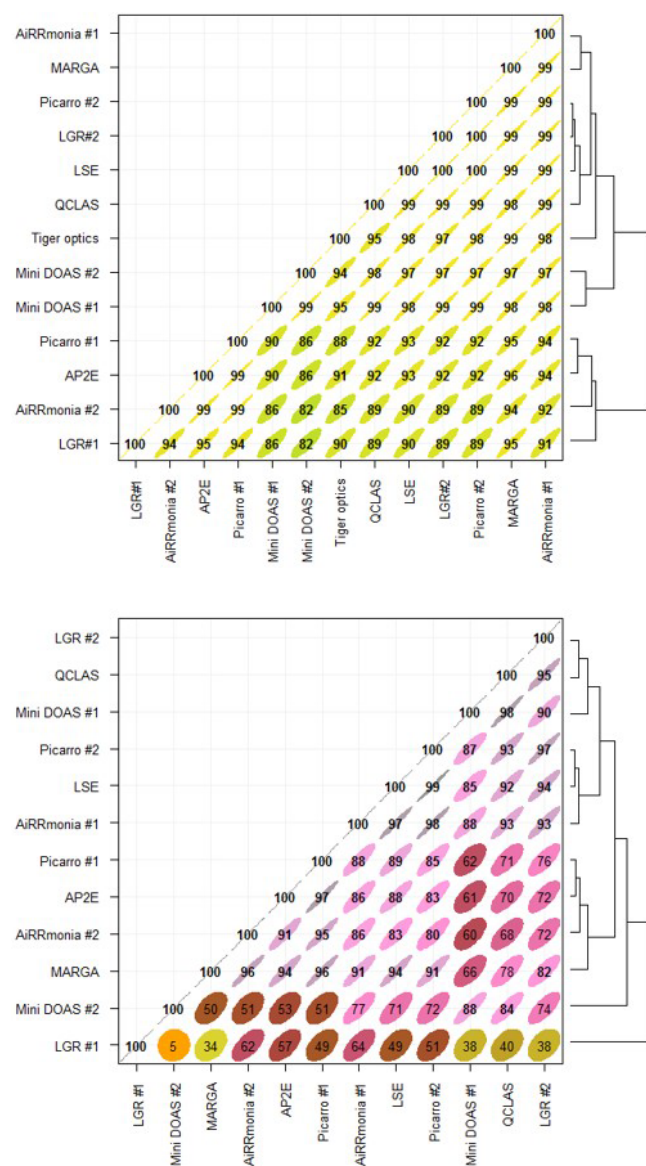 AiRRmonia #1 100
MARGA 100 99
Picarro #2 100 99 99
LGR#2 100 100 99 99
LSE 100 100 100 99 99
QCLAS 100 99 99 99 98 99
Tiger optics 100 95 98 97 98 99 98
Mini DOAS #2 100 94 98 97 97 97 97 97
Mini DOAS #1 100 99 95 99 98 99 99 98 98
Picarro #1 100 90 86 88 92 93 92 92 95 94
AP2E 100 99 90 86 91 92 93 92 92 96 94
AiRRmonia #2 100 99 99 86 82 85 89 90 89 89 94 92
LGR#1 100 94 95 94 86 82 90 89 90 89 89 95 91
LGR#1
AiRRmonia #2
AP2E
Picarro #1
Mini DOAS #1
Mini DOAS #2
Tiger optics
QCLAS
LSE
LGR#2
Picarro #2
MARGA
AiRRmonia #1
LGR #2 100
QCLAS 100 95
Mini DOAS #1 100 98 90
Picarro #2 100 87 93 97
LSE 100 99 85 92 94
AiRRmonia #1 100 97 98 88 93 93
Picarro #1 100 88 89 85 62 71 76
AP2E 100 97 86 88 83 61 70 72
AiRRmonia #2 100 91 95 86 83 80 60 68 72
MARGA 100 96 94 96 91 94 91 66 78 82
Mini DOAS #2 100 50 51 53 51 77 71 72 88 84 74
LGR #1 100 5 34 62 57 49 64 49 51 38 40 38
LGR #1
Mini DOAS #2
MARGA
AiRRmonia #2
AP2E
Picarro #1
AiRRmonia #1
LSE
Picarro #2
Mini DOAS #1
QCLAS
LGR #2